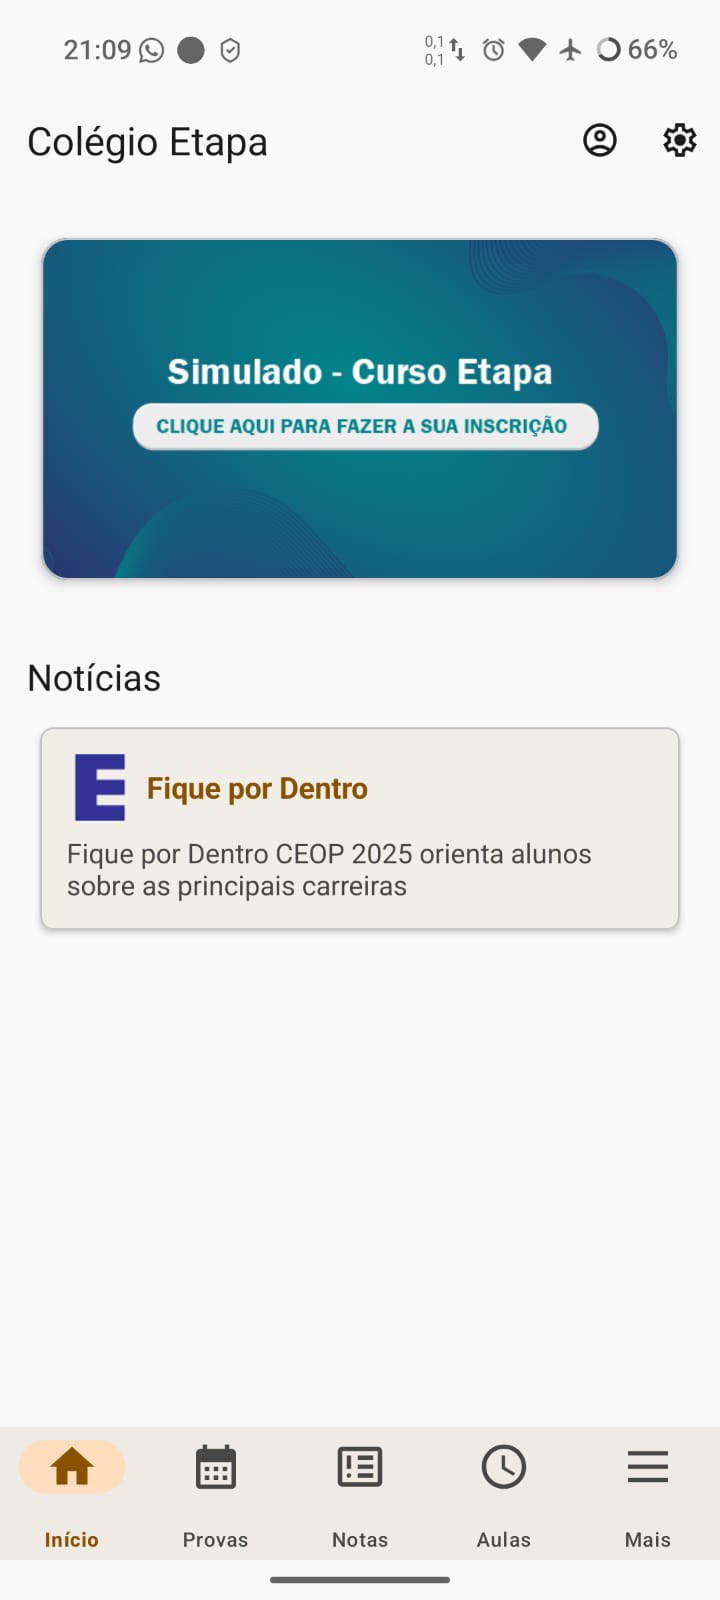 21:09
0,1
0,1
66%
Colégio Etapa
Simulado - Curso Etapa
CLIQUE AQUI PARA FAZER A SUA INSCRIÇÃO
Notícias
E Fique por Dentro
Fique por Dentro CEOP 2025 orienta alunos
sobre as principais carreiras
Início Provas Notas Aulas Mais